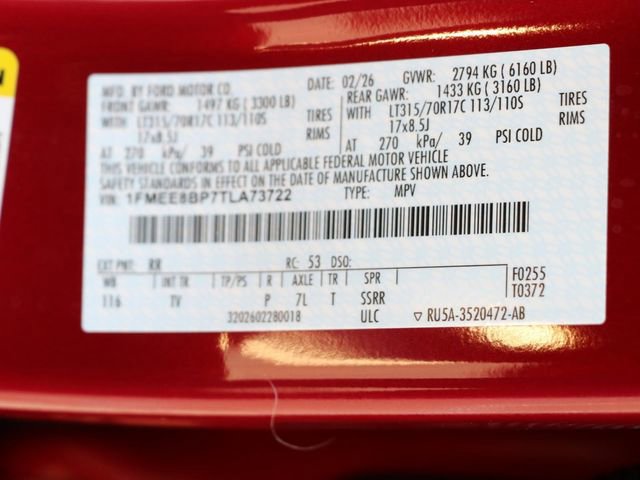 MFD. BY FORD MOTOR CO.
DATE: 02/26 GVWR: 2794 KG ( 6160 LB)
FRONT GAWR: 1497 KG ( 3300 LB)
WITH LT315/70R17C 113/110S TIRES
17x8.5J RIMS
AT 270 kPa/ 39 PSI COLD
REAR GAWR: 1433 KG ( 3160 LB)
WITH LT315/70R17C 113/110S TIRES
17x8.5J RIMS
AT 270 kPa/ 39 PSI COLD
THIS VEHICLE CONFORMS TO ALL APPLICABLE FEDERAL MOTOR VEHICLE
SAFETY STANDARDS IN EFFECT ON THE DATE OF MANUFACTURE SHOWN ABOVE.
VIN: 1FMEE8BP7TLA73722 TYPE: MPV
EXT PNT: RR RC: 53 DSO:
WB INT TR TP/PS R AXLE TR SPR F0255
116 TV P 7L T SSRR T0372
3202602280018 ULC RU5A-3520472-AB